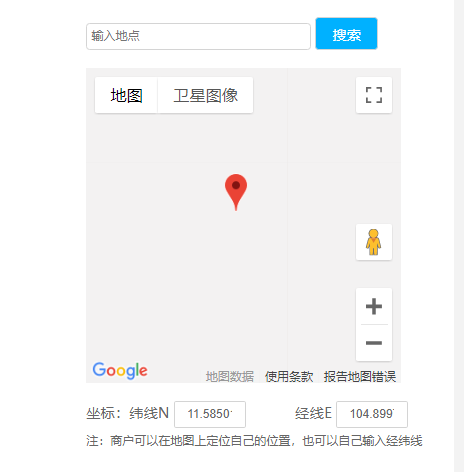 输入地点 搜索
地图 卫星图像
Google 地图数据 使用条款 报告地图错误
坐标：纬线N 11.5850 经线E 104.899
注：商户可以在地图上定位自己的位置，也可以自己输入经纬线